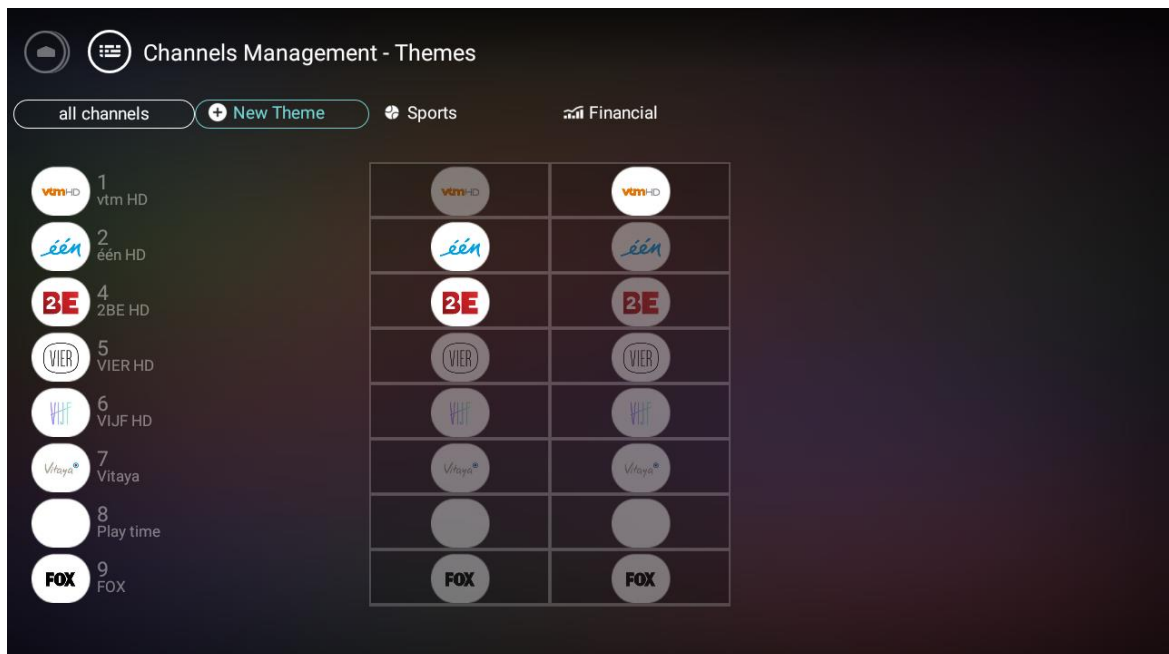 Channels Management - Themes
all channels New Theme Sports Financial
vtmHD 1 vtmHD vtmHD
vtm HD
één 2 één één
één HD
2BE 4 2BE 2BE
2BE HD
VIER 5 VIER VIER
VIER HD
VIJF 6 VIJF VIJF
VIJF HD
Vitaya 7 Vitaya Vitaya
Vitaya
8
Play time
FOX 9 FOX FOX
FOX